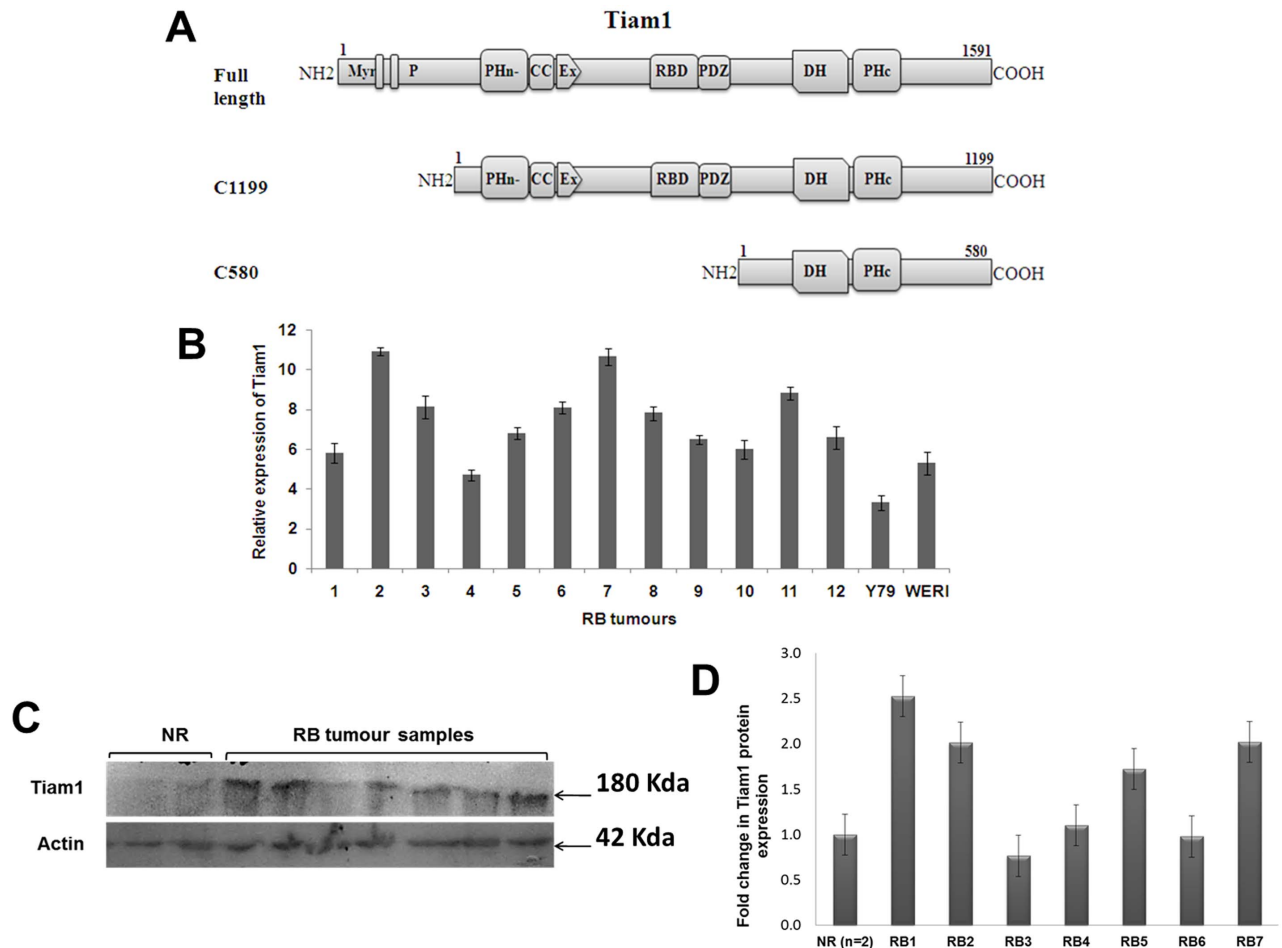 A
Tiam1
Full length
NH2
1
Myr
P
PHn-
CC
Ex
RBD
PDZ
DH
PHc
1591
COOH
C1199
NH2
1
PHn-
CC
Ex
RBD
PDZ
DH
PHc
1199
COOH
C580
NH2
1
DH
PHc
580
COOH
B
Relative expression of Tiam1
12
10
8
6
4
2
0
1 2 3 4 5 6 7 8 9 10 11 12 Y79 WERI
RB tumours
C
NR
RB tumour samples
Tiam1
180 Kda
Actin
42 Kda
D
Fold change in Tiam1 protein
expression
3.0
2.5
2.0
1.5
1.0
0.5
0.0
NR (n=2) RB1 RB2 RB3 RB4 RB5 RB6 RB7